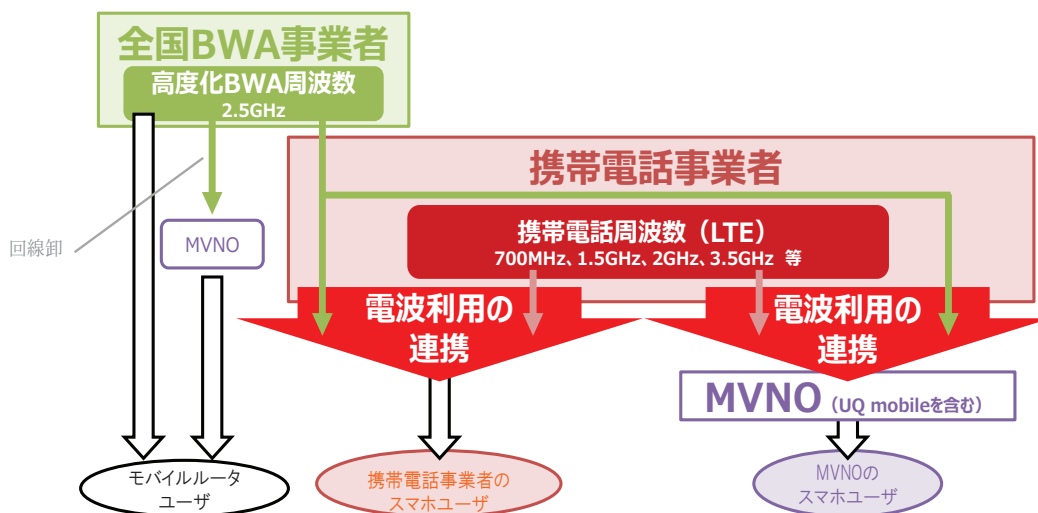 全国BWA事業者
高度化BWA周波数
2.5GHz
携帯電話事業者
携帯電話周波数（LTE）
700MHz、1.5GHz、2GHz、3.5GHz 等
回線卸
MVNO
電波利用の
連携
電波利用の
連携
MVNO（UQ mobileを含む）
モバイルルータ
ユーザ
携帯電話事業者の
スマホユーザ
MVNOの
スマホユーザ